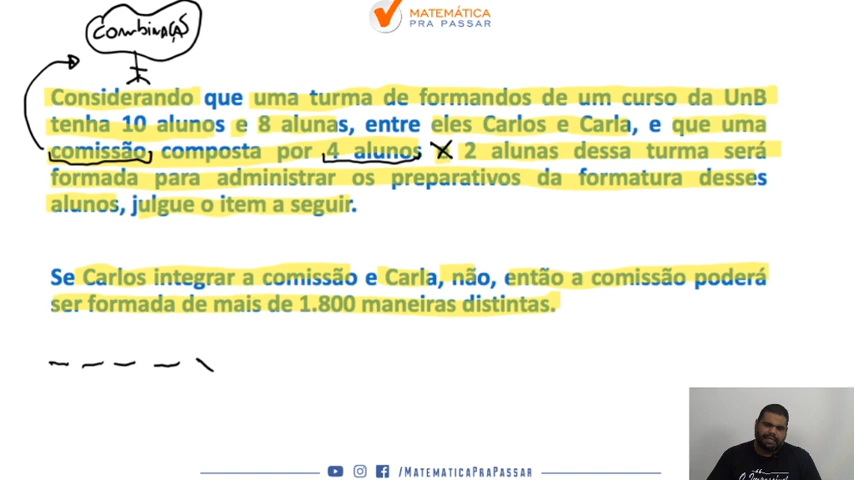 COMBINAÇÃS
MATEMÁTICA
PRA PASSAR
Considerando que uma turma de formandos de um curso da UnB
tenha 10 alunos e 8 alunas, entre eles Carlos e Carla, e que uma
comissão composta por 4 alunos e 2 alunas dessa turma será
formada para administrar os preparativos da formatura desses
alunos, julgue o item a seguir.
Se Carlos integrar a comissão e Carla, não, então a comissão poderá
ser formada de mais de 1.800 maneiras distintas.
/MatematicaPraPassar